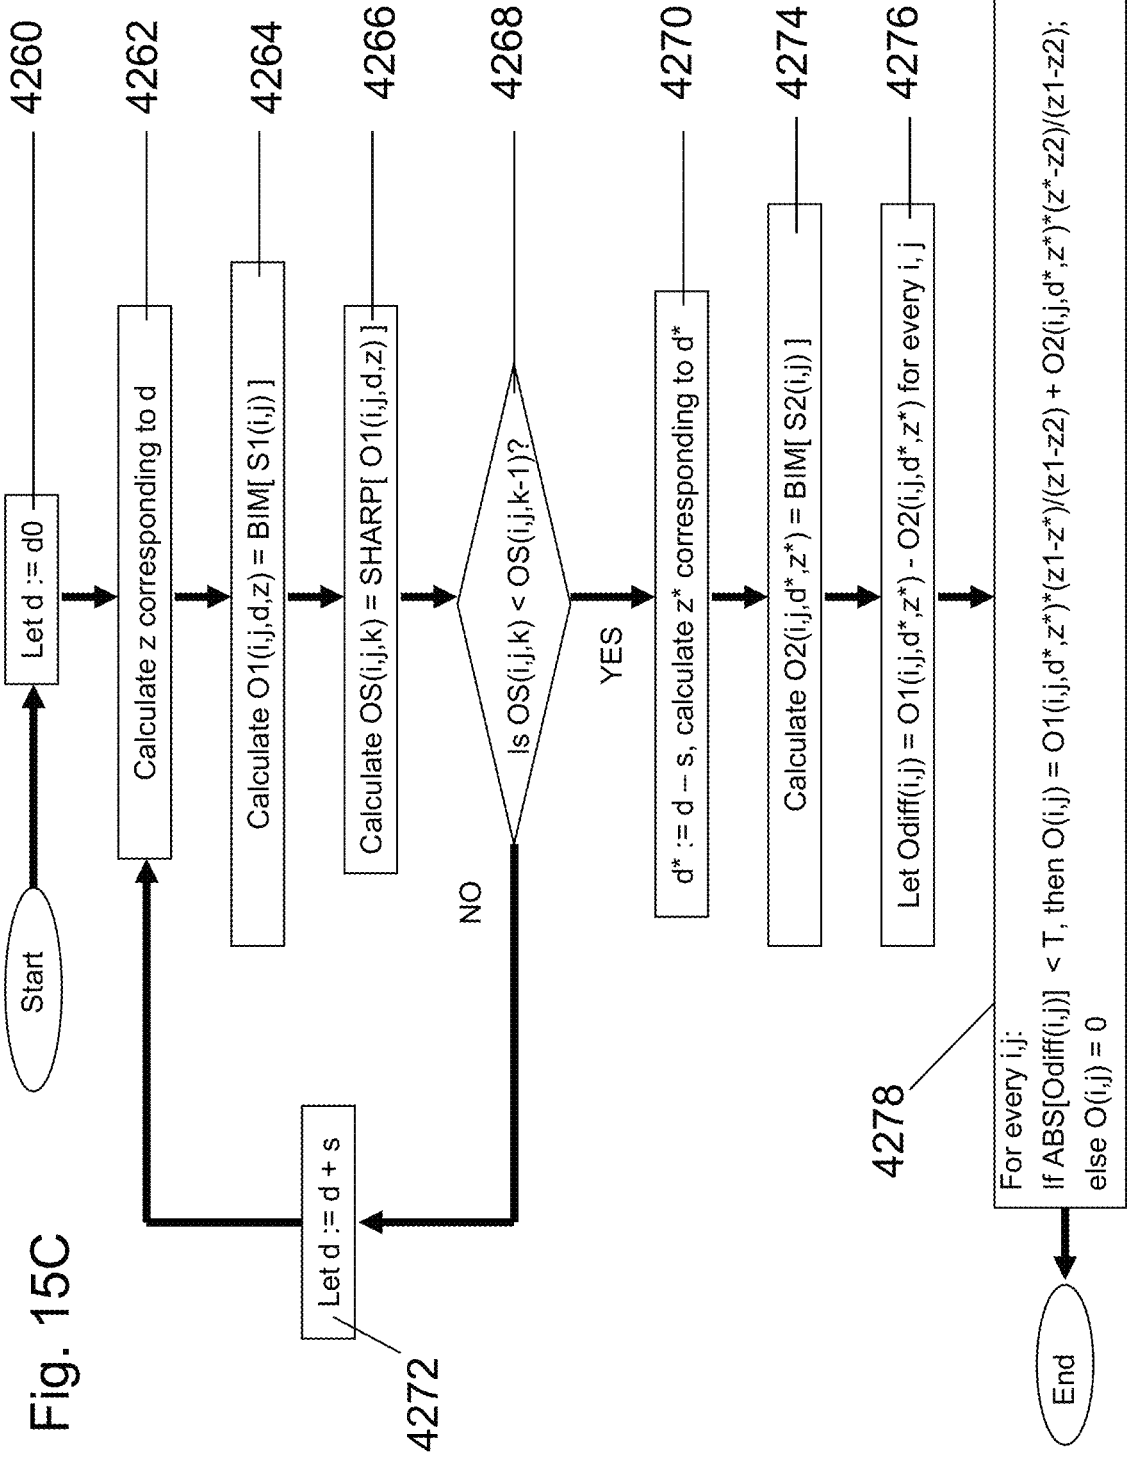 Fig. 15C
Start
Let d := d0
4260
Calculate z corresponding to d
4262
Calculate O1(i,j,d,z) = BIM[ S1(i,j) ]
4264
Let d := d + s
4272
Calculate OS(i,j,k) = SHARP[ O1(i,j,d,z) ]
4266
NO
Is OS(i,j,k) < OS(i,j,k-1)?
4268
YES
d* := d – s, calculate z* corresponding to d*
4270
Calculate O2(i,j,d*,z*) = BIM[ S2(i,j) ]
4274
Let Odiff(i,j) = O1(i,j,d*,z*) - O2(i,j,d*,z*) for every i, j
4276
4278
For every i,j:
If ABS[Odiff(i,j)] < T, then O(i,j) = O1(i,j,d*,z*)*(z1-z*)/(z1-z2) + O2(i,j,d*,z*)*(z*-z2)/(z1-z2);
else O(i,j) = 0
End